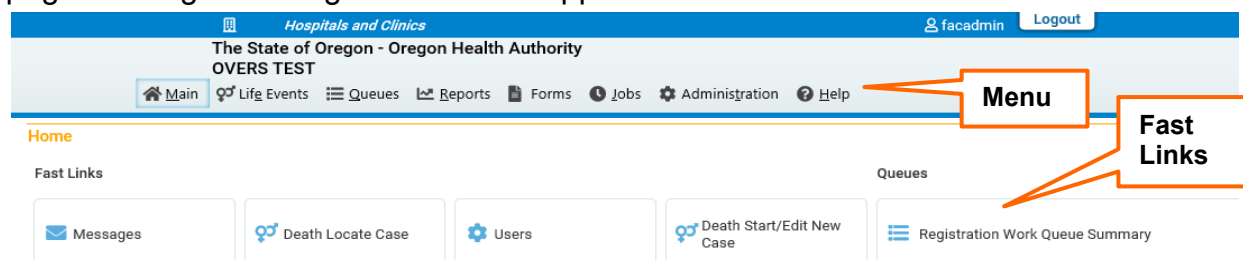 Hospitals and Clinics facadmin Logout
The State of Oregon - Oregon Health Authority
OVERS TEST
Main Life Events Queues Reports Forms Jobs Administration Help
Menu
Fast
Links
Home
Fast Links Queues
Messages Death Locate Case Users Death Start/Edit New
Case
Registration Work Queue Summary